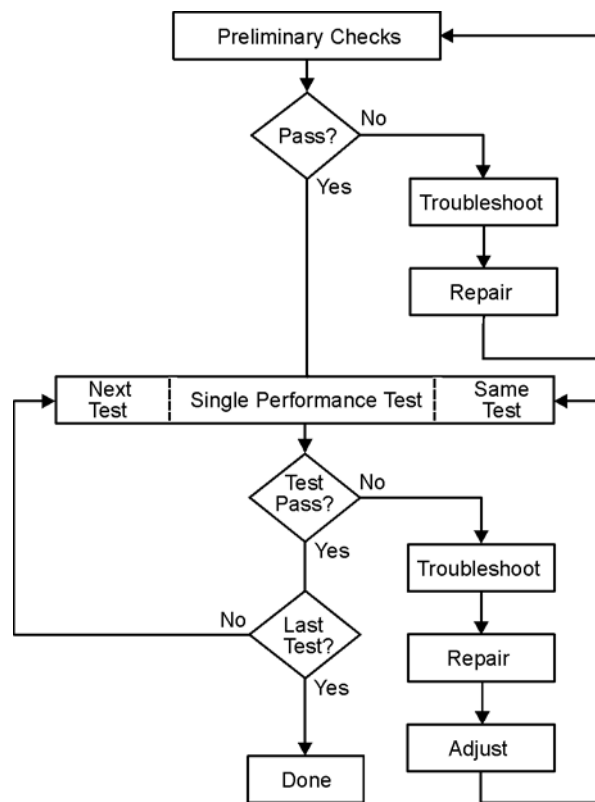 Preliminary Checks
Pass?
No
Yes
Troubleshoot
Repair
Next
Test
Single Performance Test
Same
Test
Test
Pass?
No
Yes
Troubleshoot
No
Last
Test?
Repair
Yes
Adjust
Done